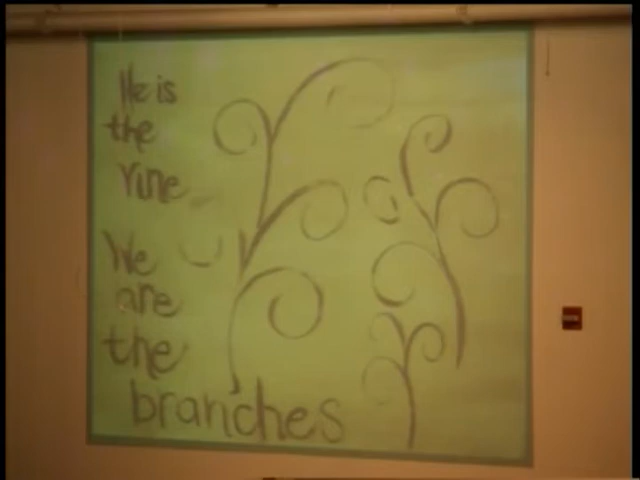 He is
the
vine
We
are
the
branches